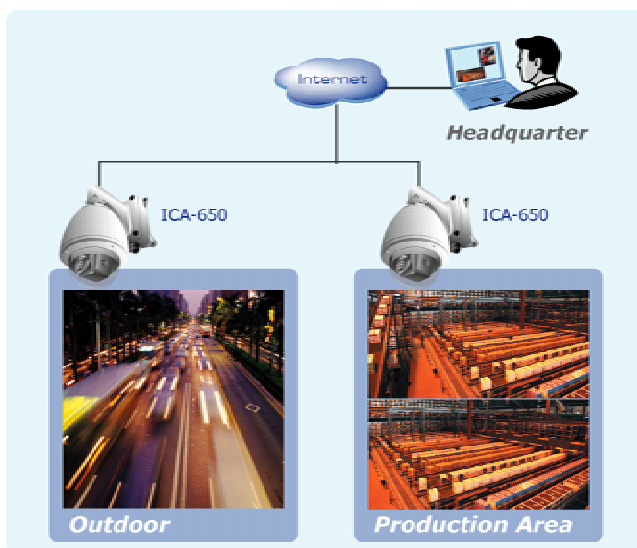 Internet
Headquarter
ICA-650
ICA-650
Outdoor
Production Area